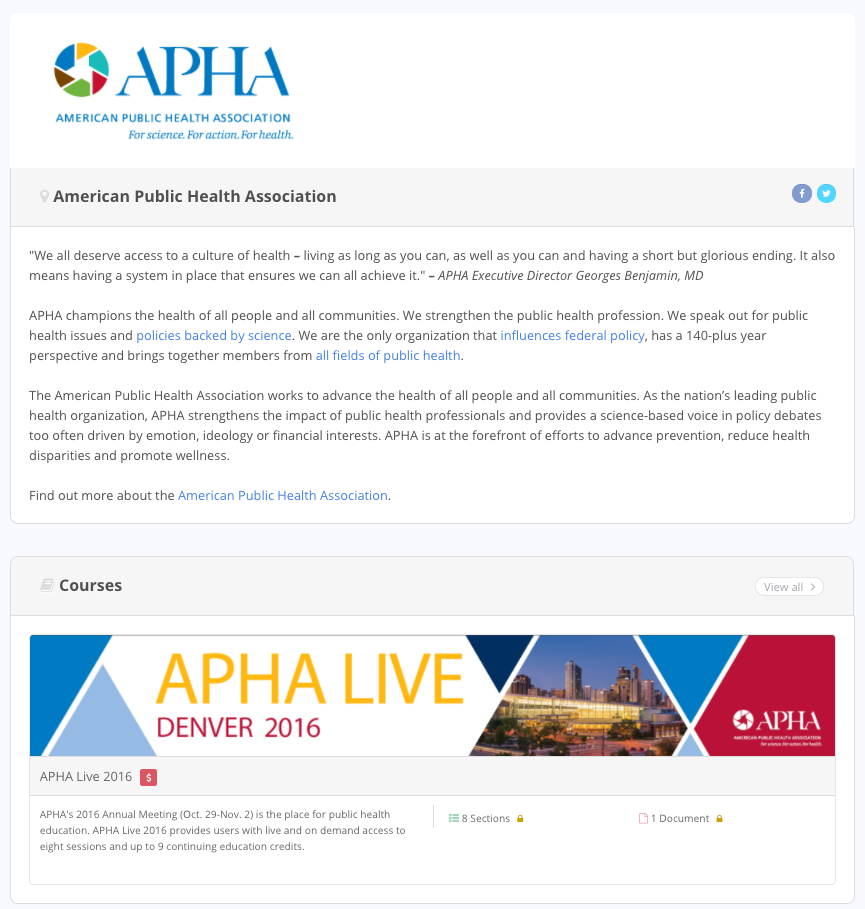 APHA
AMERICAN PUBLIC HEALTH ASSOCIATION
For science. For action. For health.
American Public Health Association
"We all deserve access to a culture of health – living as long as you can, as well as you can and having a short but glorious ending. It also
means having a system in place that ensures we can all achieve it." – APHA Executive Director Georges Benjamin, MD
APHA champions the health of all people and all communities. We strengthen the public health profession. We speak out for public
health issues and policies backed by science. We are the only organization that influences federal policy, has a 140-plus year
perspective and brings together members from all fields of public health.
The American Public Health Association works to advance the health of all people and all communities. As the nation’s leading public
health organization, APHA strengthens the impact of public health professionals and provides a science-based voice in policy debates
too often driven by emotion, ideology or financial interests. APHA is at the forefront of efforts to advance prevention, reduce health
disparities and promote wellness.
Find out more about the American Public Health Association.
Courses
View all
APHA LIVE
DENVER 2016
APHA
AMERICAN PUBLIC HEALTH ASSOCIATION
For science. For action. For health.
APHA Live 2016 $
APHA's 2016 Annual Meeting (Oct. 29-Nov. 2) is the place for public health
education. APHA Live 2016 provides users with live and on demand access to
eight sessions and up to 9 continuing education credits.
8 Sections
1 Document